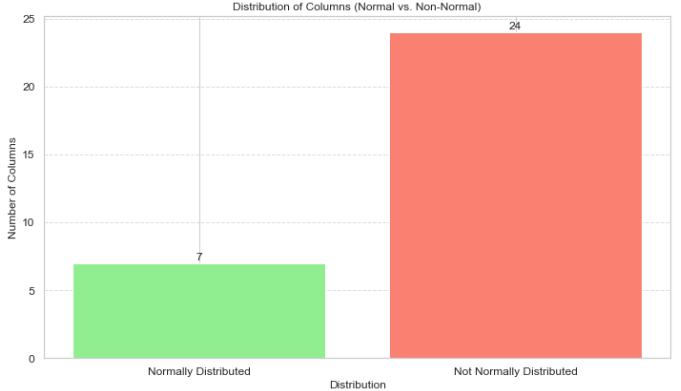 Distribution of Columns (Normal vs. Non-Normal)
25
24
20
15
Number of Columns
10
7
5
0
Normally Distributed
Not Normally Distributed
Distribution